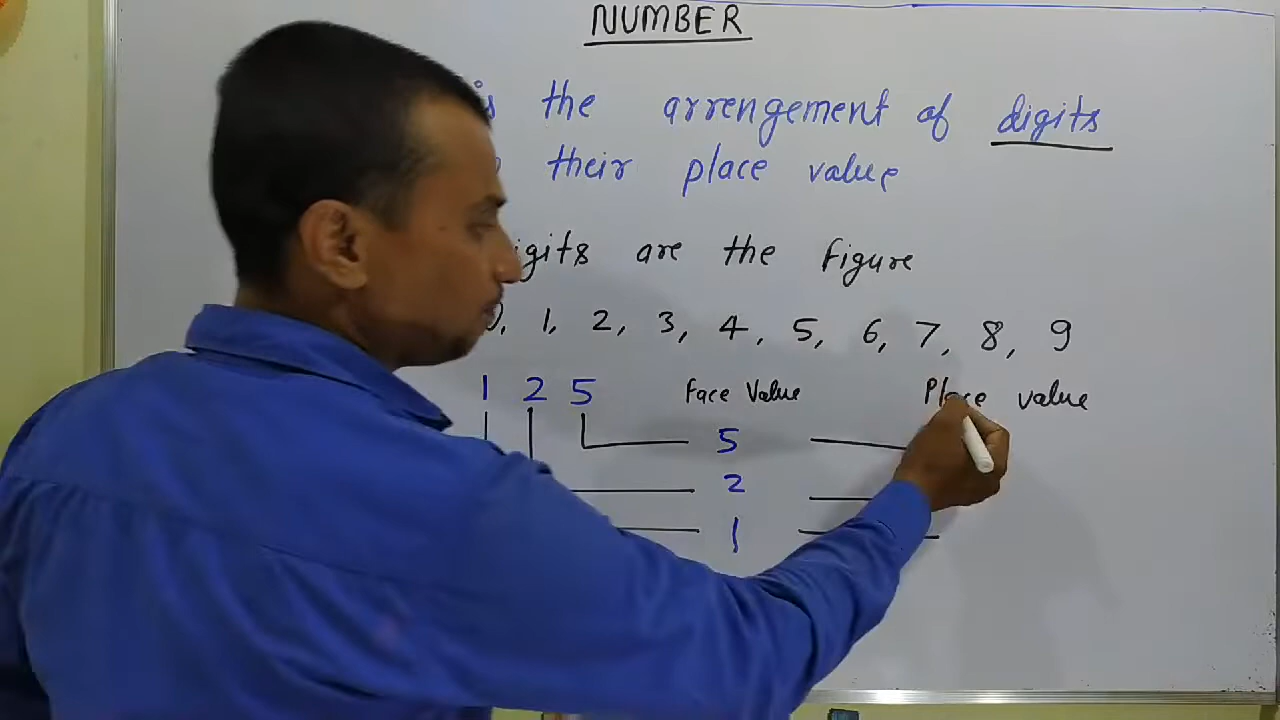 NUMBER
is the arrengement of digits
their place value
igits are the figure
0, 1, 2, 3, 4, 5, 6, 7, 8, 9
1 2 5 Face Value Place value
5
2
1